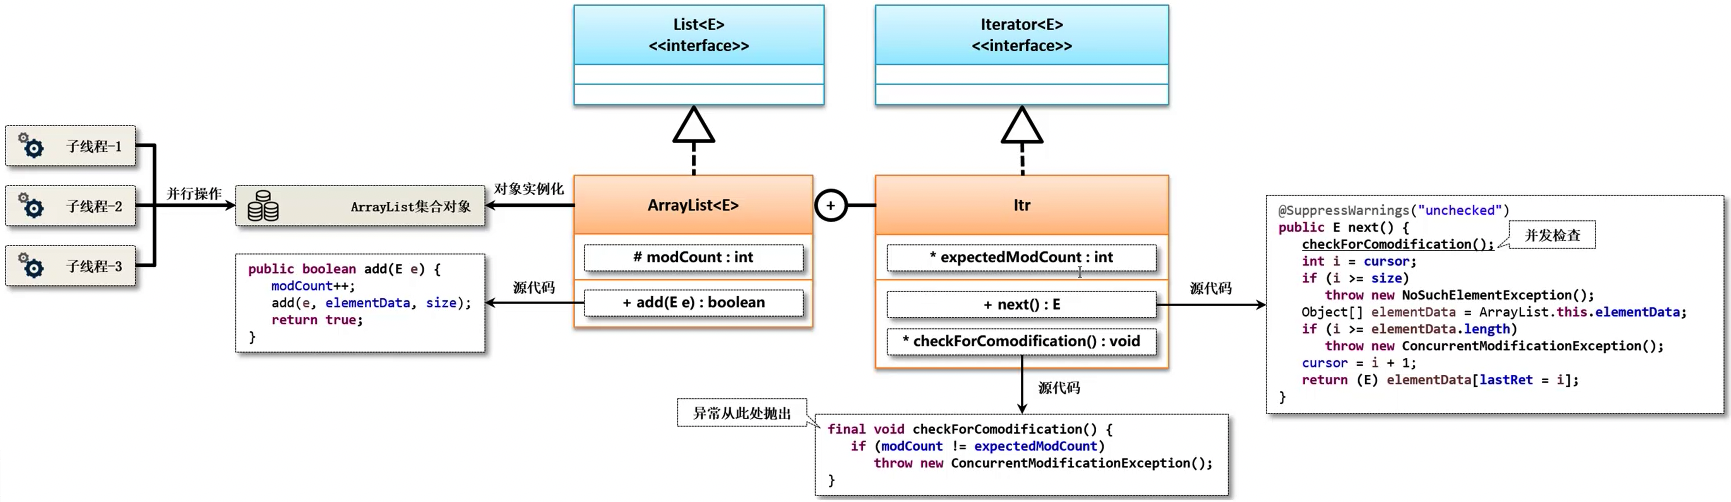 List<E>
<<interface>>
Iterator<E>
<<interface>>
子线程-1
子线程-2
子线程-3
并行操作
ArrayList集合对象
对象实例化
ArrayList<E>
# modCount : int
+ add(E e) : boolean
+
Itr
* expectedModCount : int
+ next() : E
* checkForComodification() : void
源代码
public boolean add(E e) {
modCount++;
add(e, elementData, size);
return true;
}
源代码
@SuppressWarnings("unchecked")
public E next() {
checkForComodification();
int i = cursor;
if (i >= size)
throw new NoSuchElementException();
Object[] elementData = ArrayList.this.elementData;
if (i >= elementData.length)
throw new ConcurrentModificationException();
cursor = i + 1;
return (E) elementData[lastRet = i];
}
并发检查
源代码
异常从此处抛出
final void checkForComodification() {
if (modCount != expectedModCount)
throw new ConcurrentModificationException();
}